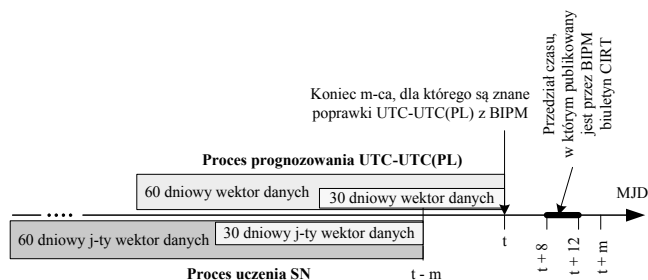 Przedział czasu,
w którym publikowany
jest przez BIPM
biuletyn CIRT
Koniec m-ca, dla którego są znane
poprawki UTC-UTC(PL) z BIPM
Proces prognozowania UTC-UTC(PL)
60 dniowy wektor danych
30 dniowy wektor danych
MJD
....
60 dniowy j-ty wektor danych
30 dniowy j-ty wektor danych
t
t + 8
t + 12
t + m
Proces uczenia SN
t - m